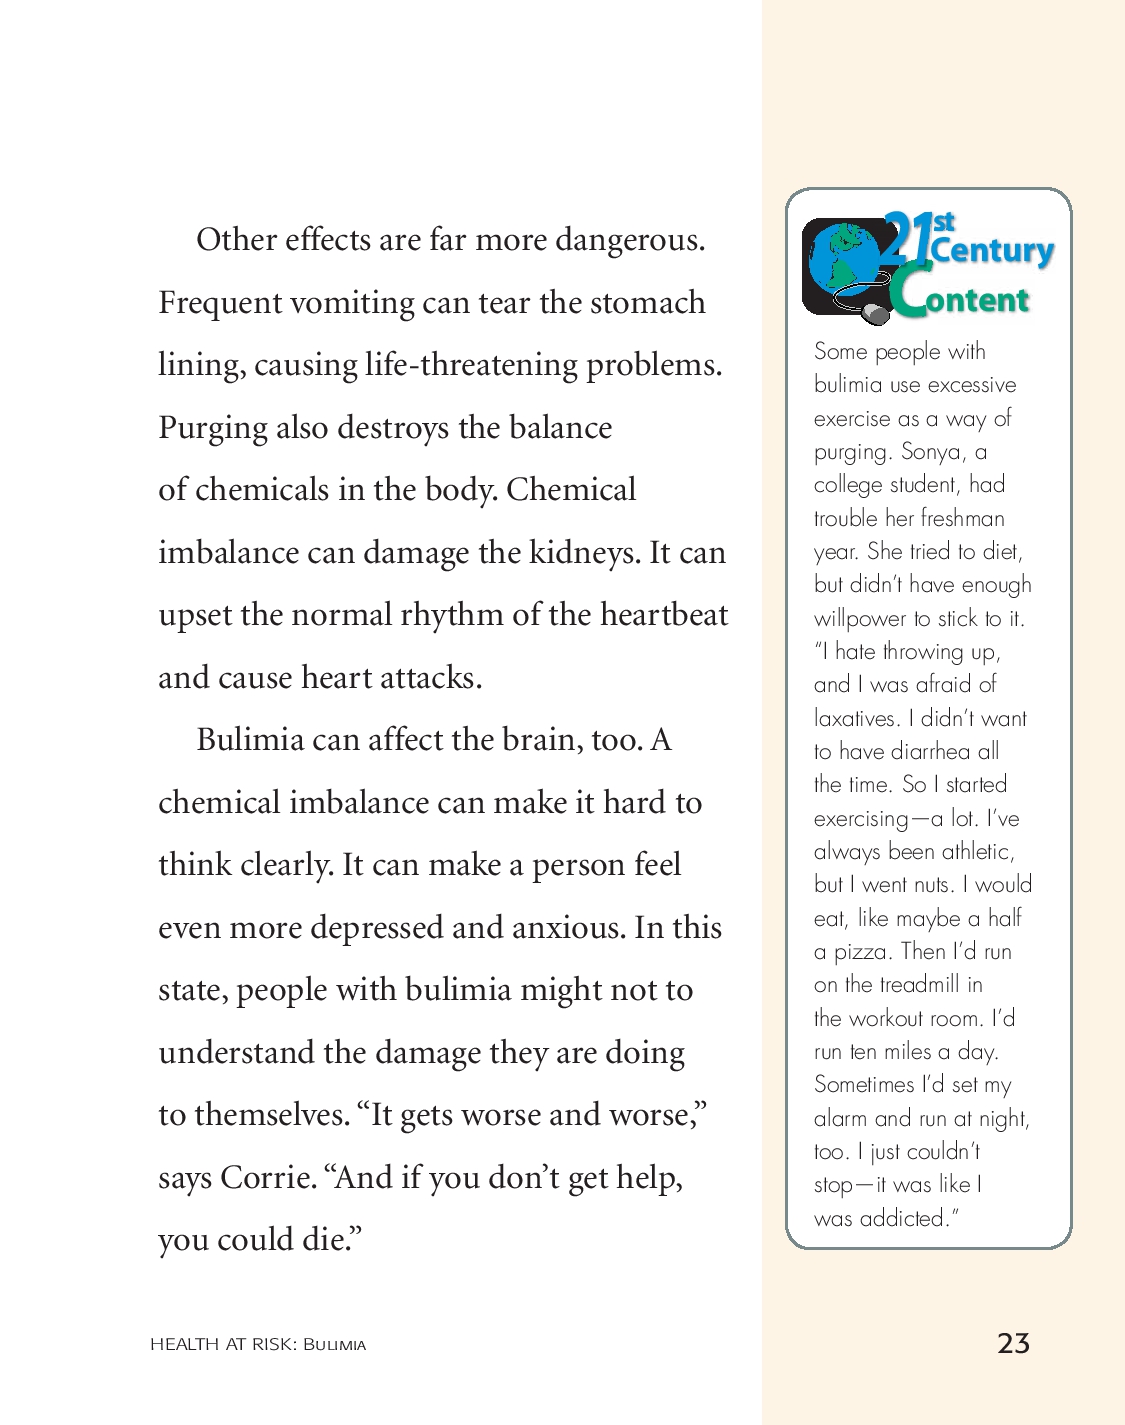 Other effects are far more dangerous.
Frequent vomiting can tear the stomach
lining, causing life-threatening problems.
Purging also destroys the balance
of chemicals in the body. Chemical
imbalance can damage the kidneys. It can
upset the normal rhythm of the heartbeat
and cause heart attacks.
Bulimia can affect the brain, too. A
chemical imbalance can make it hard to
think clearly. It can make a person feel
even more depressed and anxious. In this
state, people with bulimia might not to
understand the damage they are doing
to themselves. “It gets worse and worse,”
says Corrie. “And if you don’t get help,
you could die.”
21st
Century
Content
Some people with
bulimia use excessive
exercise as a way of
purging. Sonya, a
college student, had
trouble her freshman
year. She tried to diet,
but didn’t have enough
willpower to stick to it.
“I hate throwing up,
and I was afraid of
laxatives. I didn’t want
to have diarrhea all
the time. So I started
exercising—a lot. I’ve
always been athletic,
but I went nuts. I would
eat, like maybe a half
a pizza. Then I’d run
on the treadmill in
the workout room. I’d
run ten miles a day.
Sometimes I’d set my
alarm and run at night,
too. I just couldn’t
stop—it was like I
was addicted.”
HEALTH AT RISK: BULIMIA
23